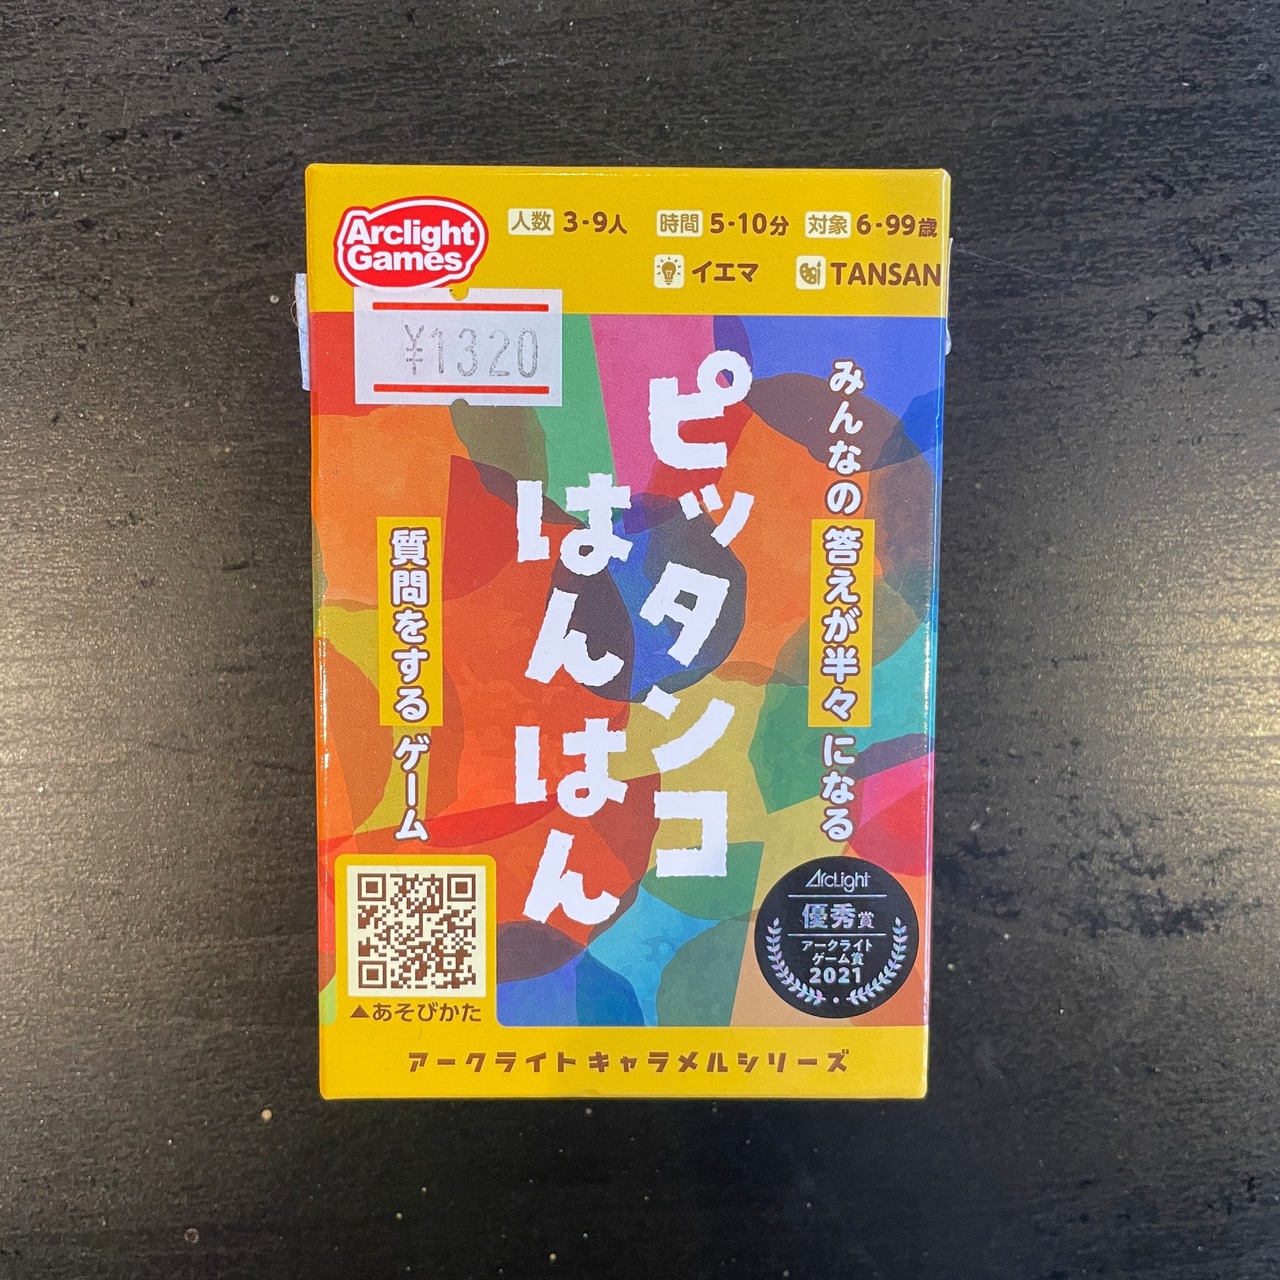 Arclight
Games
人数 3-9人 時間 5-10分 対象 6-99歳
イエマ TANSAN
¥1320
みんなの答えが半々になる
ピッタンコ
はんはん
質問をするゲーム
ArcLight
優秀賞
アークライト
ゲーム賞
2021
▲あそびかた
アークライトキャラメルシリーズ